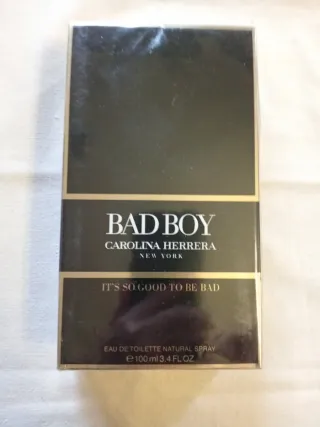 BAD BOY
CAROLINA HERRERA
NEW YORK
IT'S SO GOOD TO BE BAD
EAU DE TOILETTE NATURAL SPRAY
℮ 100 ml 3.4 FL OZ